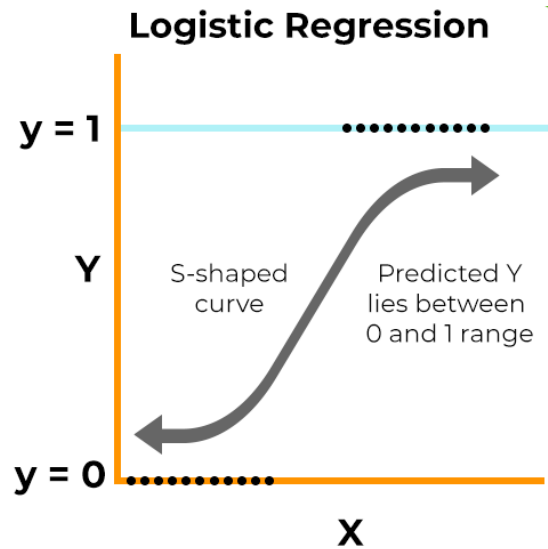 Logistic Regression
y = 1
Y
S-shaped
curve
Predicted Y
lies between
0 and 1 range
y = 0
X